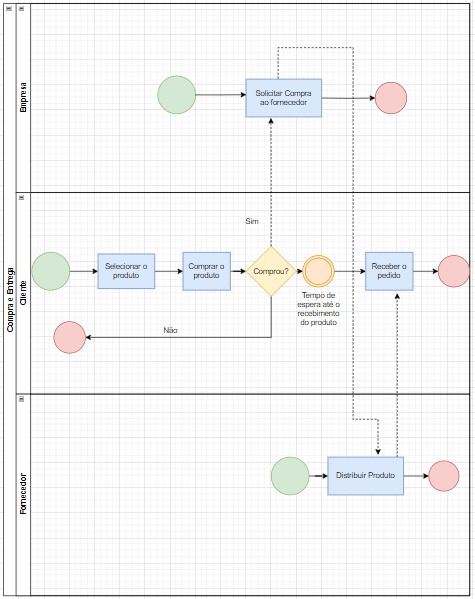 Compra e Entrega
Empresa
Solicitar Compra
ao fornecedor
Sim
Cliente
Selecionar o
produto
Comprar o
produto
Comprou?
Tempo de
espera até o
recebimento
do produto
Receber o
pedido
Não
Fornecedor
Distribuir Produto